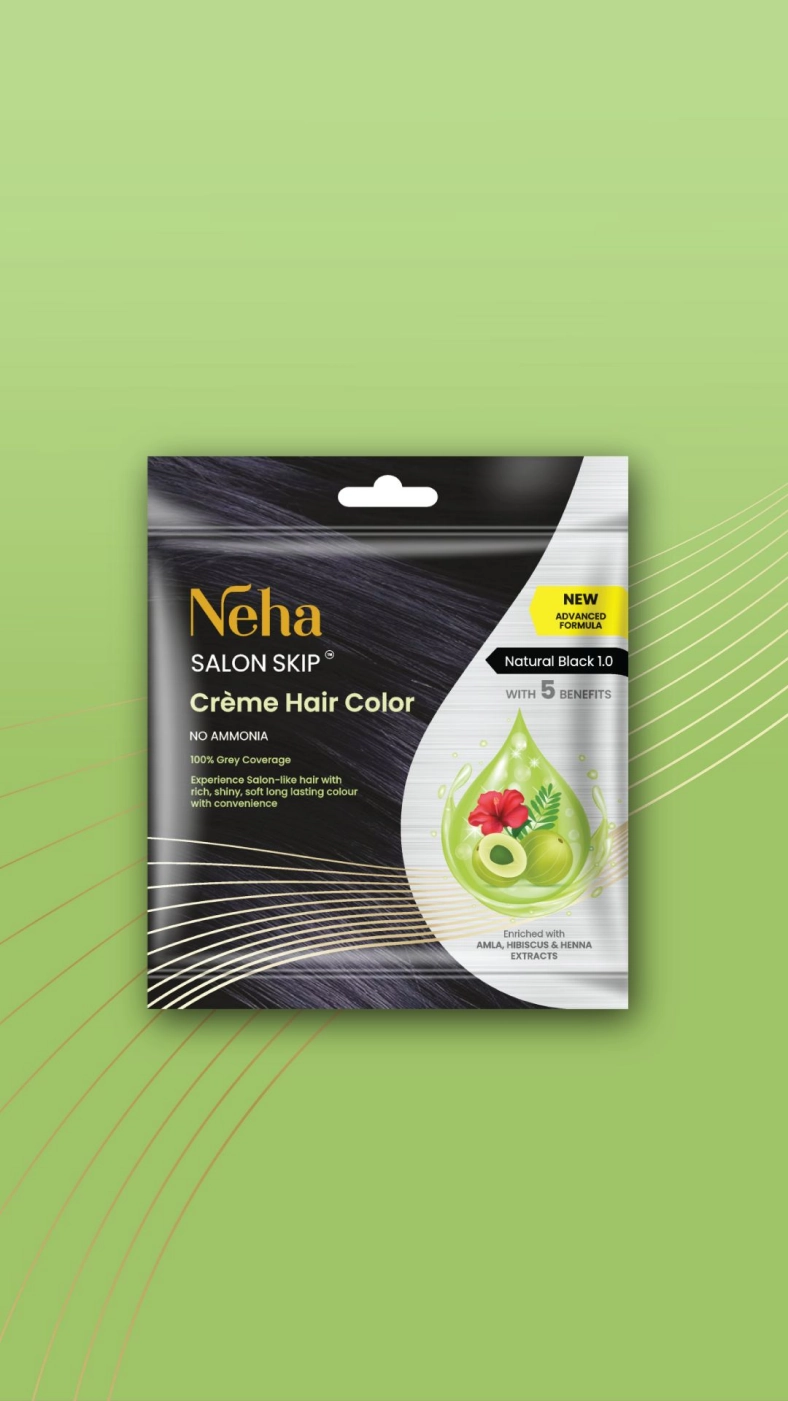 Neha
SALON SKIP™
Crème Hair Color
NO AMMONIA
100% Grey Coverage
Experience Salon-like hair with
rich, shiny, soft long lasting colour
with convenience
NEW
ADVANCED
FORMULA
Natural Black 1.0
WITH 5 BENEFITS
Enriched with
AMLA, HIBISCUS & HENNA
EXTRACTS